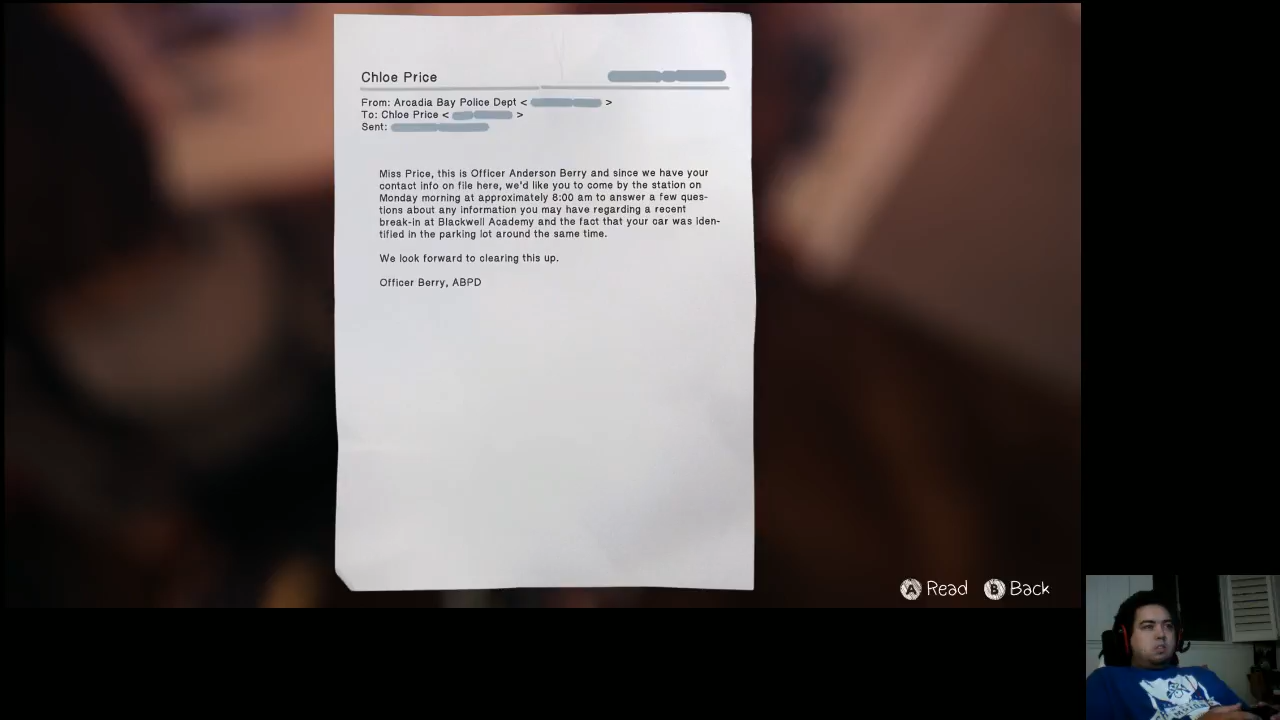 Chloe Price
From: Arcadia Bay Police Dept < >
To: Chloe Price < >
Sent:
Miss Price, this is Officer Anderson Berry and since we have your
contact info on file here, we'd like you to come by the station on
Monday morning at approximately 8:00 am to answer a few ques-
tions about any information you may have regarding a recent
break-in at Blackwell Academy and the fact that your car was iden-
tified in the parking lot around the same time.
We look forward to clearing this up.
Officer Berry, ABPD
A Read B Back